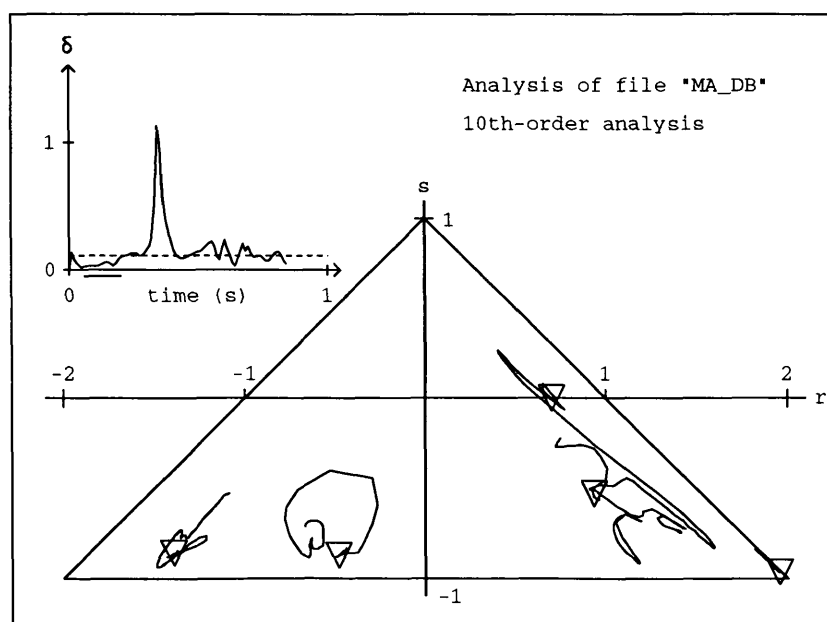 δ
Analysis of file "MA_DB"
10th-order analysis
1
s
1
0
0
time (s)
1
-2
-1
1
2
r
-1